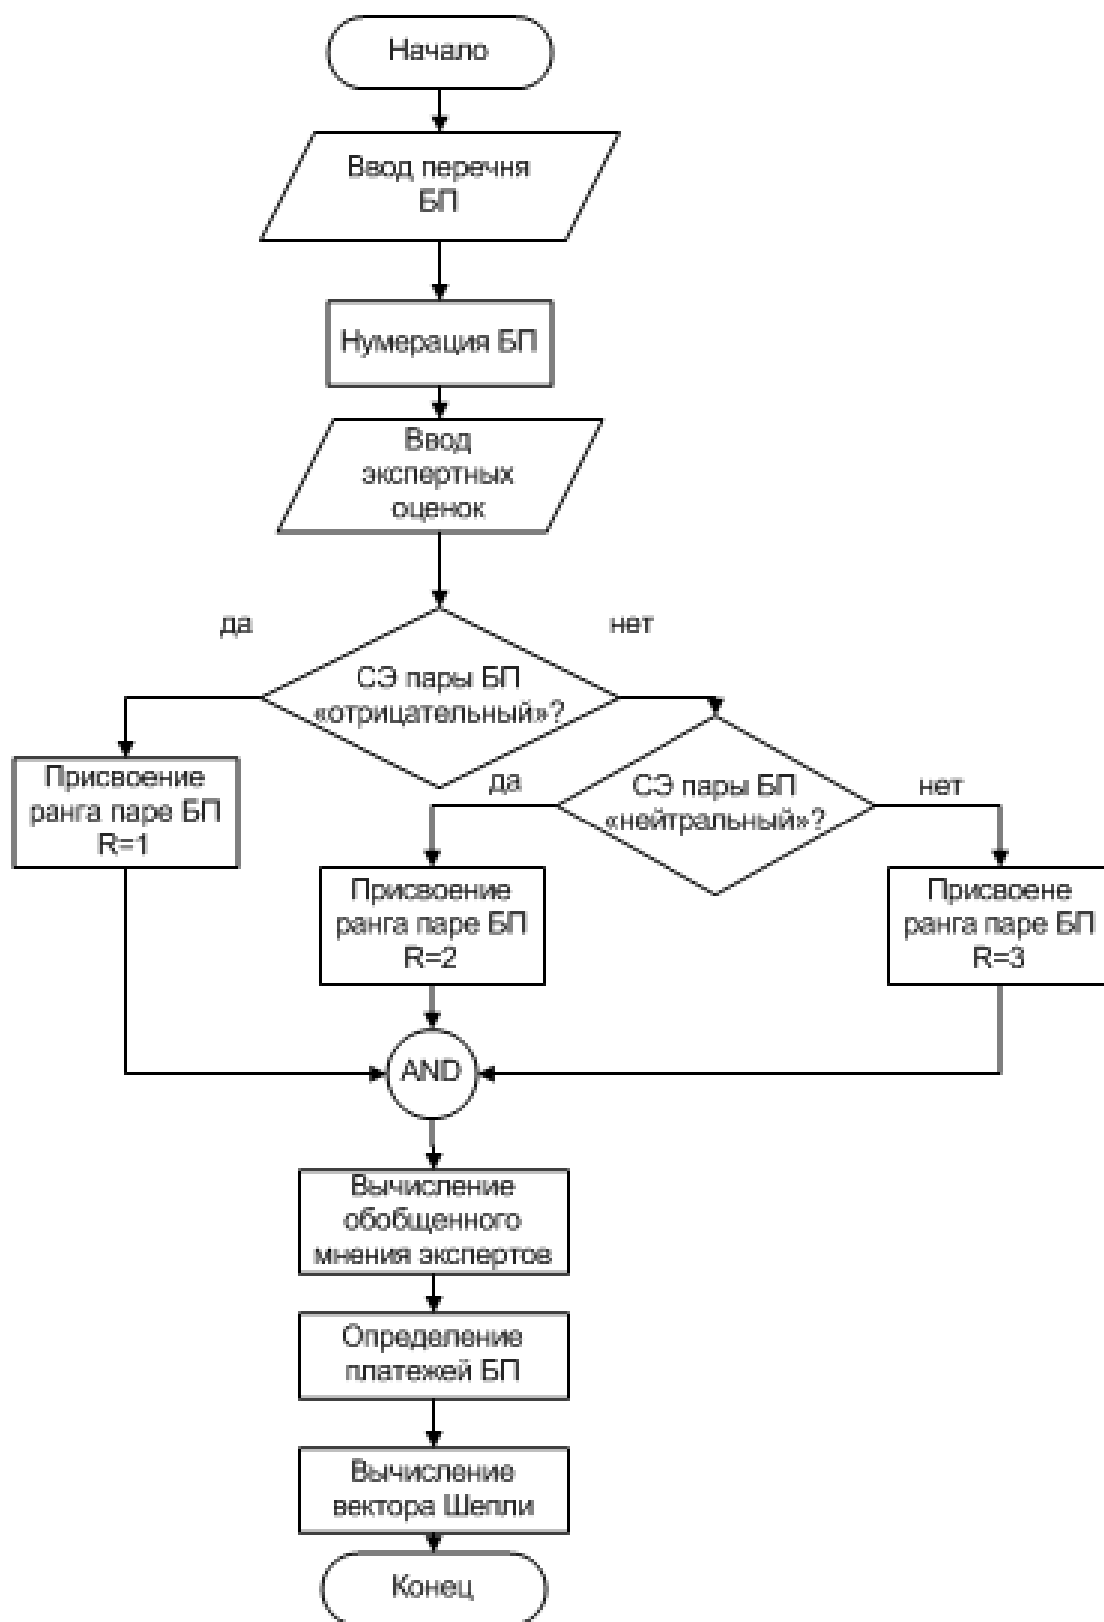 Начало
Ввод перечня
БП
Нумерация БП
Ввод
экспертных
оценок
да
нет
СЭ пары БП
«отрицательный»?
Присвоение
ранга паре БП
R=1
да
СЭ пары БП
«нейтральный»?
нет
Присвоение
ранга паре БП
R=2
Присвоене
ранга паре БП
R=3
AND
Вычисление
обобщенного
мнения экспертов
Определение
платежей БП
Вычисление
вектора Шепли
Конец